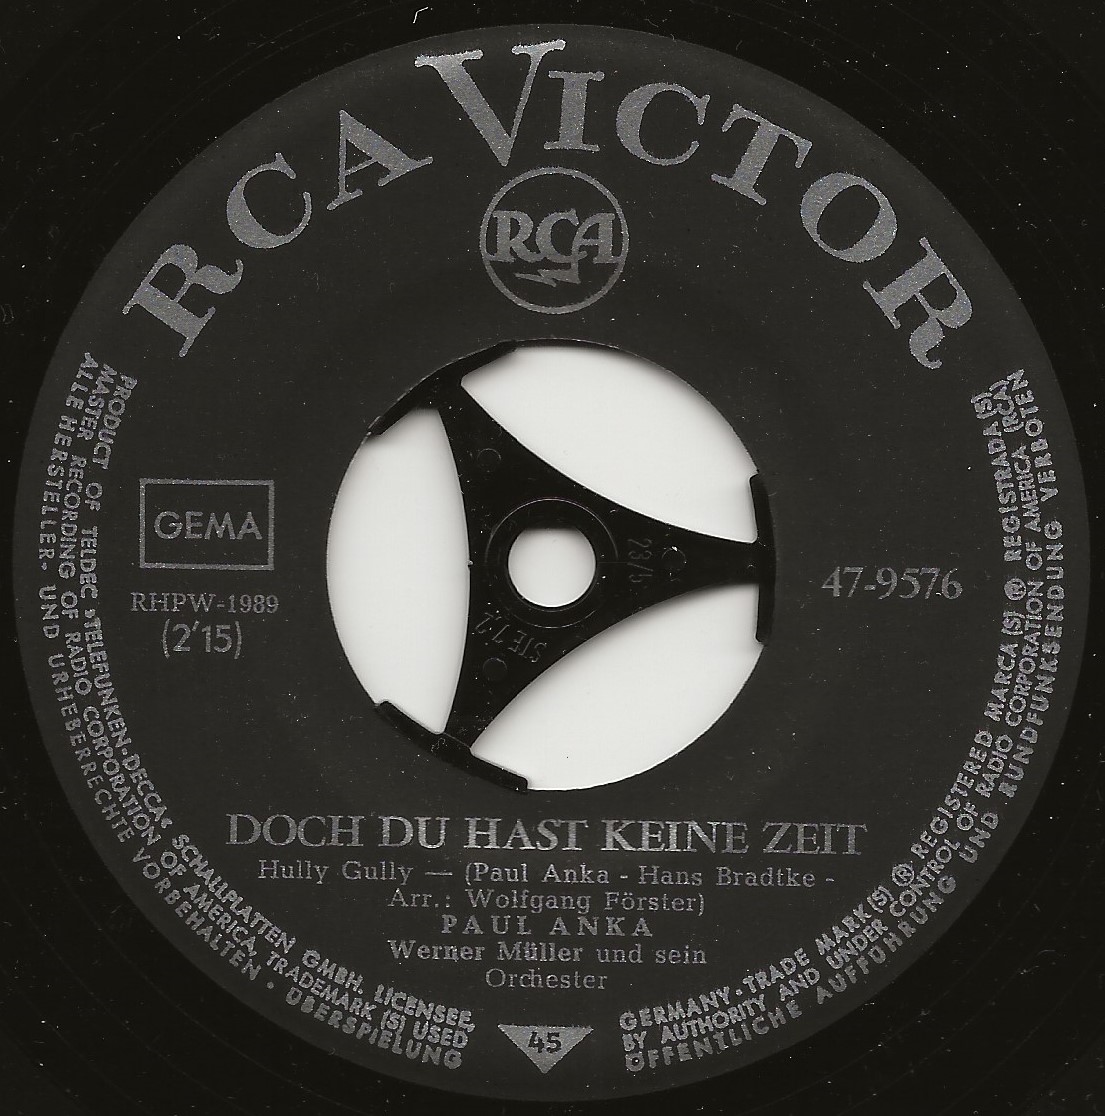 RCA VICTOR
RCA
GEMA
RHPW-1989
(2'15)
47-9576
DOCH DU HAST KEINE ZEIT
Hully Gully — (Paul Anka - Hans Bradtke -
Arr.: Wolfgang Förster)
PAUL ANKA
Werner Müller und sein
Orchester
45
PRODUCT OF TELDEC »TELEFUNKEN-DECCA« SCHALLPLATTEN GMBH. LICENSEE,
MASTER RECORDING OF RADIO CORPORATION OF AMERICA, TRADEMARK (S) USED
ALLE HERSTELLER- UND URHEBERRECHTE VORBEHALTEN · ÜBERSPIELUNG
GERMANY·TRADE MARK (S) ® REGISTERED MARCA (S) ® REGISTRADA (S)
BY AUTHORITY AND UNDER CONTROL OF RADIO CORPORATION OF AMERICA (RCA)
ÖFFENTLICHE AUFFÜHRUNG UND RUNDFUNKSENDUNG VERBOTEN